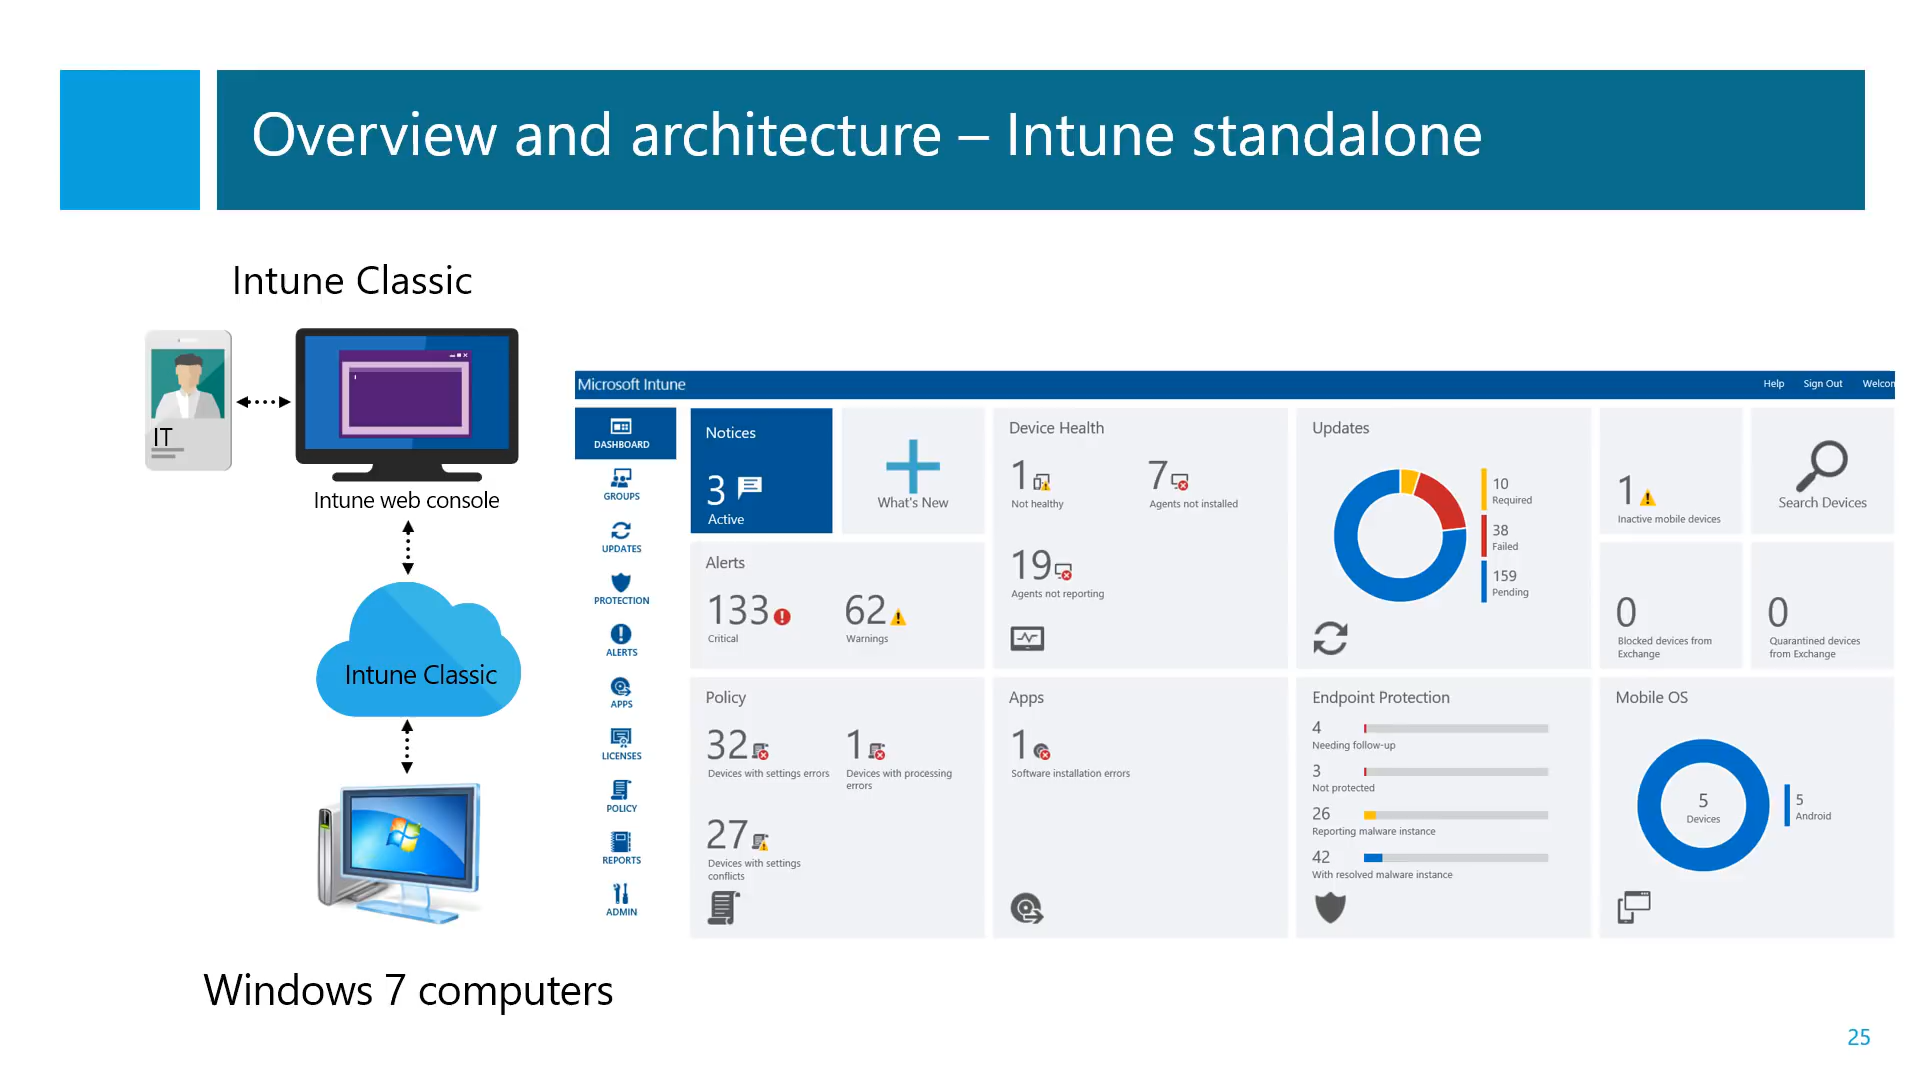 Overview and architecture – Intune standalone
Intune Classic
IT
Intune web console
Intune Classic
Windows 7 computers
Microsoft Intune
Help
Sign Out
Welcom
DASHBOARD
GROUPS
UPDATES
PROTECTION
ALERTS
APPS
LICENSES
POLICY
REPORTS
ADMIN
Notices
3
Active
What's New
Alerts
133
Critical
62
Warnings
Device Health
1
Not healthy
7
Agents not installed
19
Agents not reporting
Updates
10
Required
38
Failed
159
Pending
1
Inactive mobile devices
Search Devices
0
Blocked devices from
Exchange
0
Quarantined devices
from Exchange
Policy
32
Devices with settings errors
1
Devices with processing
errors
27
Devices with settings
conflicts
Apps
1
Software installation errors
Endpoint Protection
4
Needing follow-up
3
Not protected
26
Reporting malware instance
42
With resolved malware instance
Mobile OS
5
Devices
5
Android
25